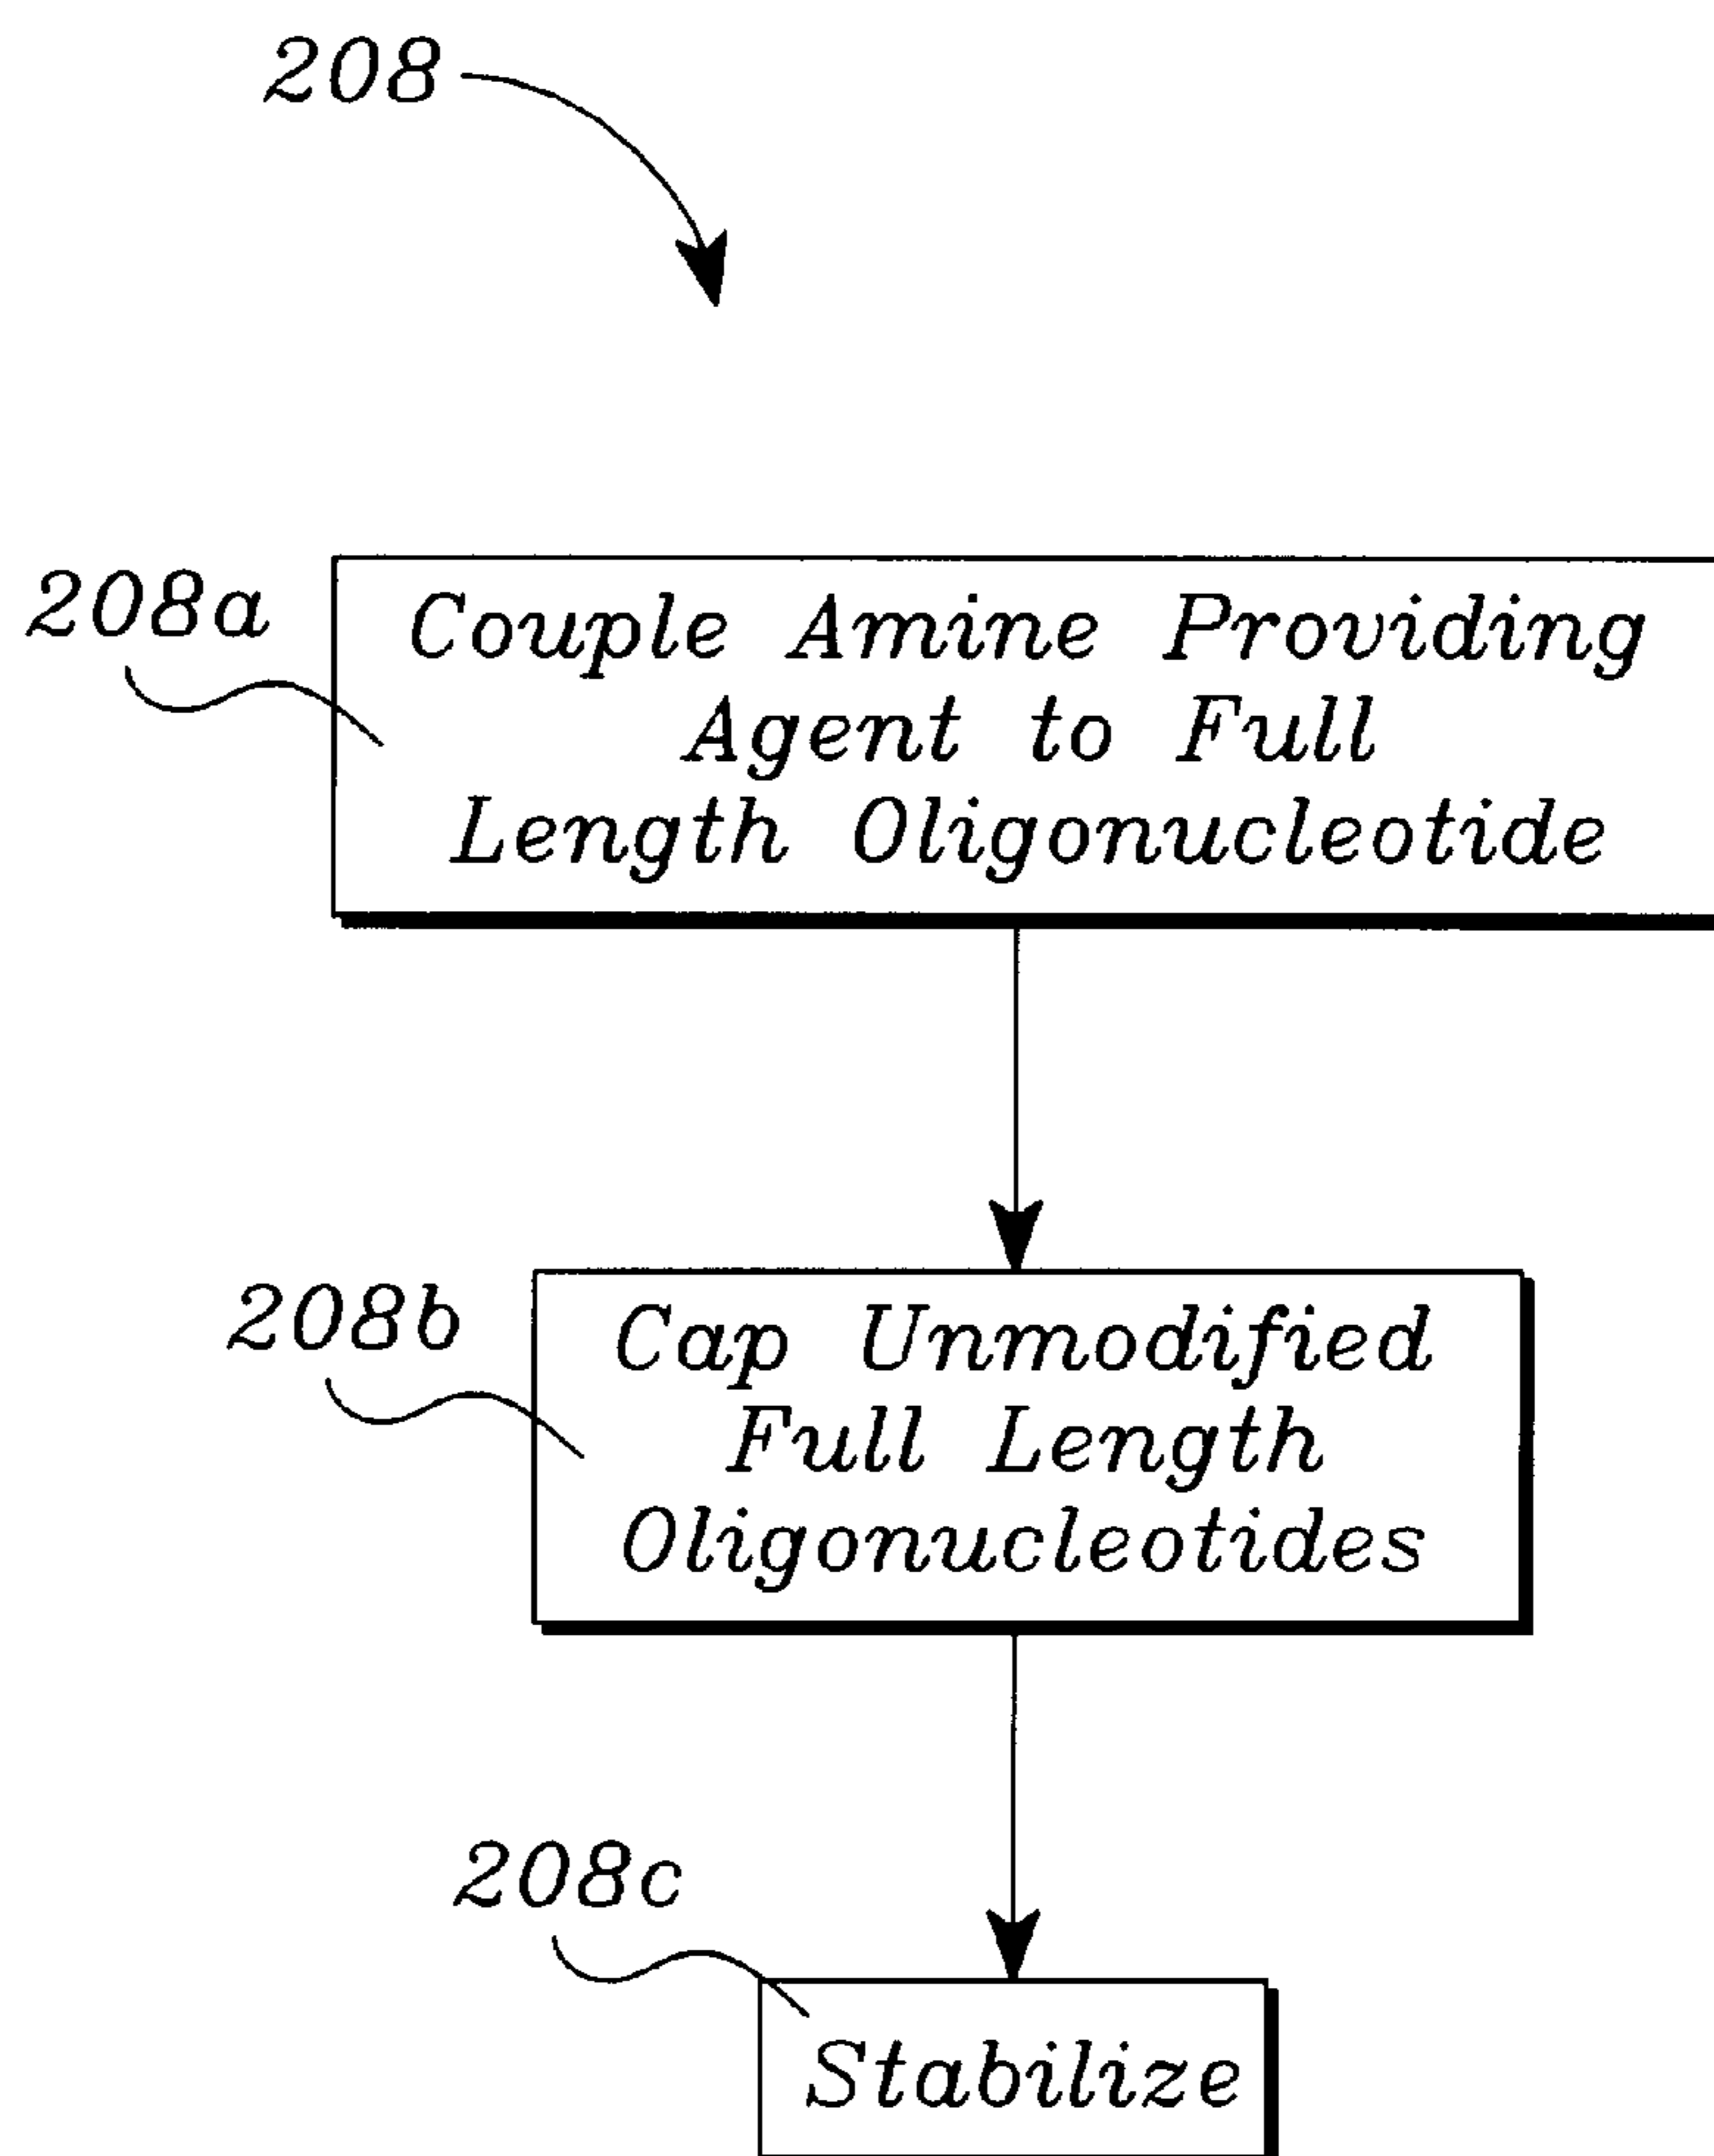 208
208a
Couple Amine Providing
Agent to Full
Length Oligonucleotide
208b
Cap Unmodified
Full Length
Oligonucleotides
208c
Stabilize